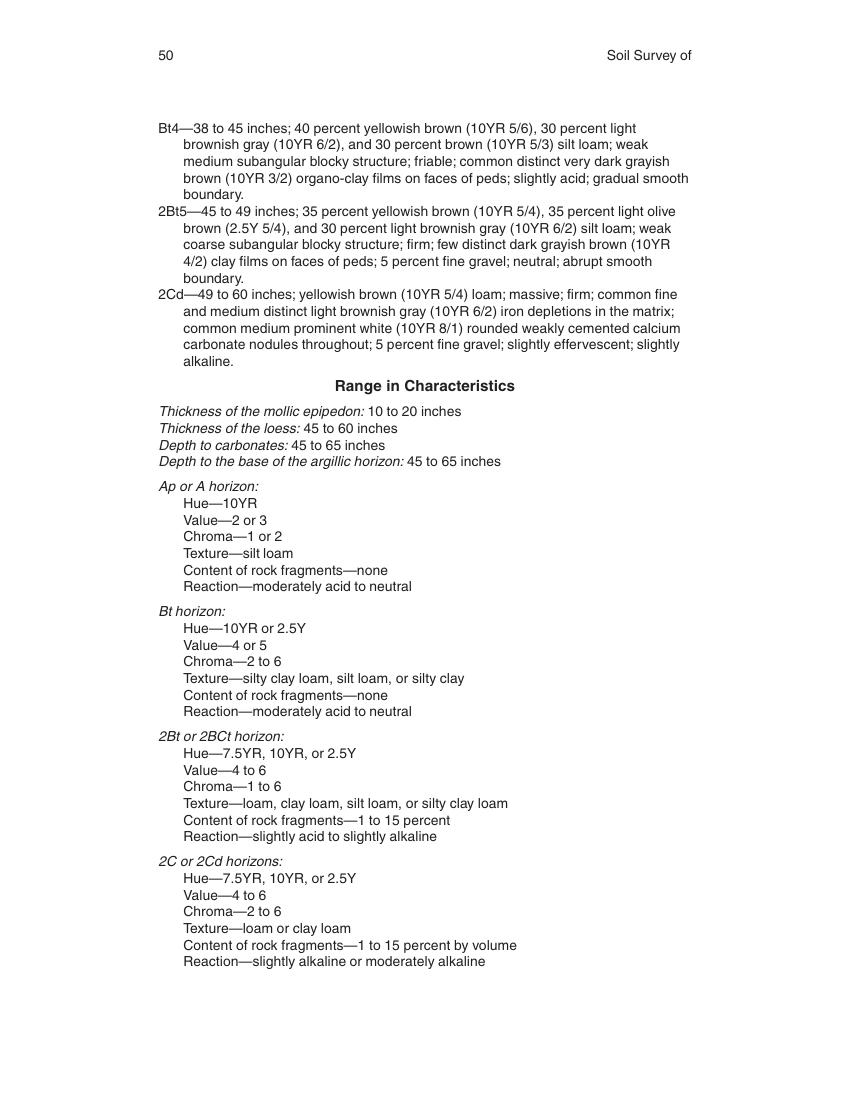 50
Soil Survey of
Bt4—38 to 45 inches; 40 percent yellowish brown (10YR 5/6), 30 percent light
brownish gray (10YR 6/2), and 30 percent brown (10YR 5/3) silt loam; weak
medium subangular blocky structure; friable; common distinct very dark grayish
brown (10YR 3/2) organo-clay films on faces of peds; slightly acid; gradual smooth
boundary.
2Bt5—45 to 49 inches; 35 percent yellowish brown (10YR 5/4), 35 percent light olive
brown (2.5Y 5/4), and 30 percent light brownish gray (10YR 6/2) silt loam; weak
coarse subangular blocky structure; firm; few distinct dark grayish brown (10YR
4/2) clay films on faces of peds; 5 percent fine gravel; neutral; abrupt smooth
boundary.
2Cd—49 to 60 inches; yellowish brown (10YR 5/4) loam; massive; firm; common fine
and medium distinct light brownish gray (10YR 6/2) iron depletions in the matrix;
common medium prominent white (10YR 8/1) rounded weakly cemented calcium
carbonate nodules throughout; 5 percent fine gravel; slightly effervescent; slightly
alkaline.
Range in Characteristics
Thickness of the mollic epipedon: 10 to 20 inches
Thickness of the loess: 45 to 60 inches
Depth to carbonates: 45 to 65 inches
Depth to the base of the argillic horizon: 45 to 65 inches
Ap or A horizon:
Hue—10YR
Value—2 or 3
Chroma—1 or 2
Texture—silt loam
Content of rock fragments—none
Reaction—moderately acid to neutral
Bt horizon:
Hue—10YR or 2.5Y
Value—4 or 5
Chroma—2 to 6
Texture—silty clay loam, silt loam, or silty clay
Content of rock fragments—none
Reaction—moderately acid to neutral
2Bt or 2BCt horizon:
Hue—7.5YR, 10YR, or 2.5Y
Value—4 to 6
Chroma—1 to 6
Texture—loam, clay loam, silt loam, or silty clay loam
Content of rock fragments—1 to 15 percent
Reaction—slightly acid to slightly alkaline
2C or 2Cd horizons:
Hue—7.5YR, 10YR, or 2.5Y
Value—4 to 6
Chroma—2 to 6
Texture—loam or clay loam
Content of rock fragments—1 to 15 percent by volume
Reaction—slightly alkaline or moderately alkaline